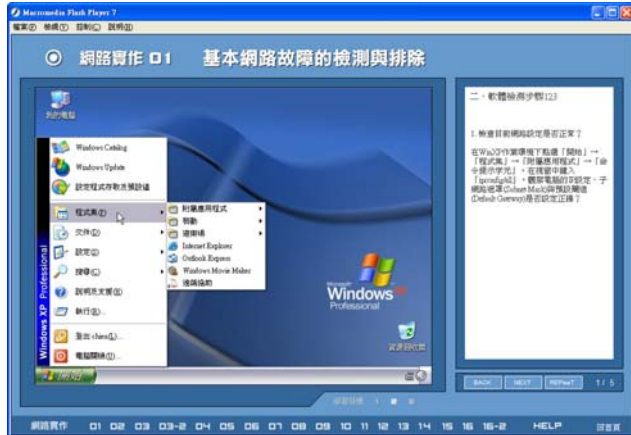 Macromedia Flash Player 7
檔案(F) 檢視(V) 控制(C) 說明(H)
網路實作 01 基本網路故障的檢測與排除
我的電腦
Windows Catalog
Windows Update
設定程式存取及預設值
程式集(P)
文件(D)
設定(S)
搜尋(C)
說明及支援(H)
執行(R)...
登出 china(L)...
電腦關機(U)...
Windows XP Professional
附屬應用程式
啟動
遊樂場
Internet Explorer
Outlook Express
Windows Movie Maker
遠端協助
Microsoft
Windows xp
Professional
資源回收筒
開始
二、軟體檢測步驟123
1. 檢查目前網路設定是否正常?
在Win2作業環境下點選「開始」→
「程式集」→「附屬應用程式」→「命
令提示字元」,在視窗中鍵入
,觀察電腦的IP設定、子
網路遮罩(Subnet Mask)與預設閘道
(Default Gateway)是否設定正確?
BACK NEXT REPEAT 1 / 5
網路實作 01 02 03 03-2 04 05 06 07 08 09 10 11 12 13 14 15 16 16-2 HELP 回首頁